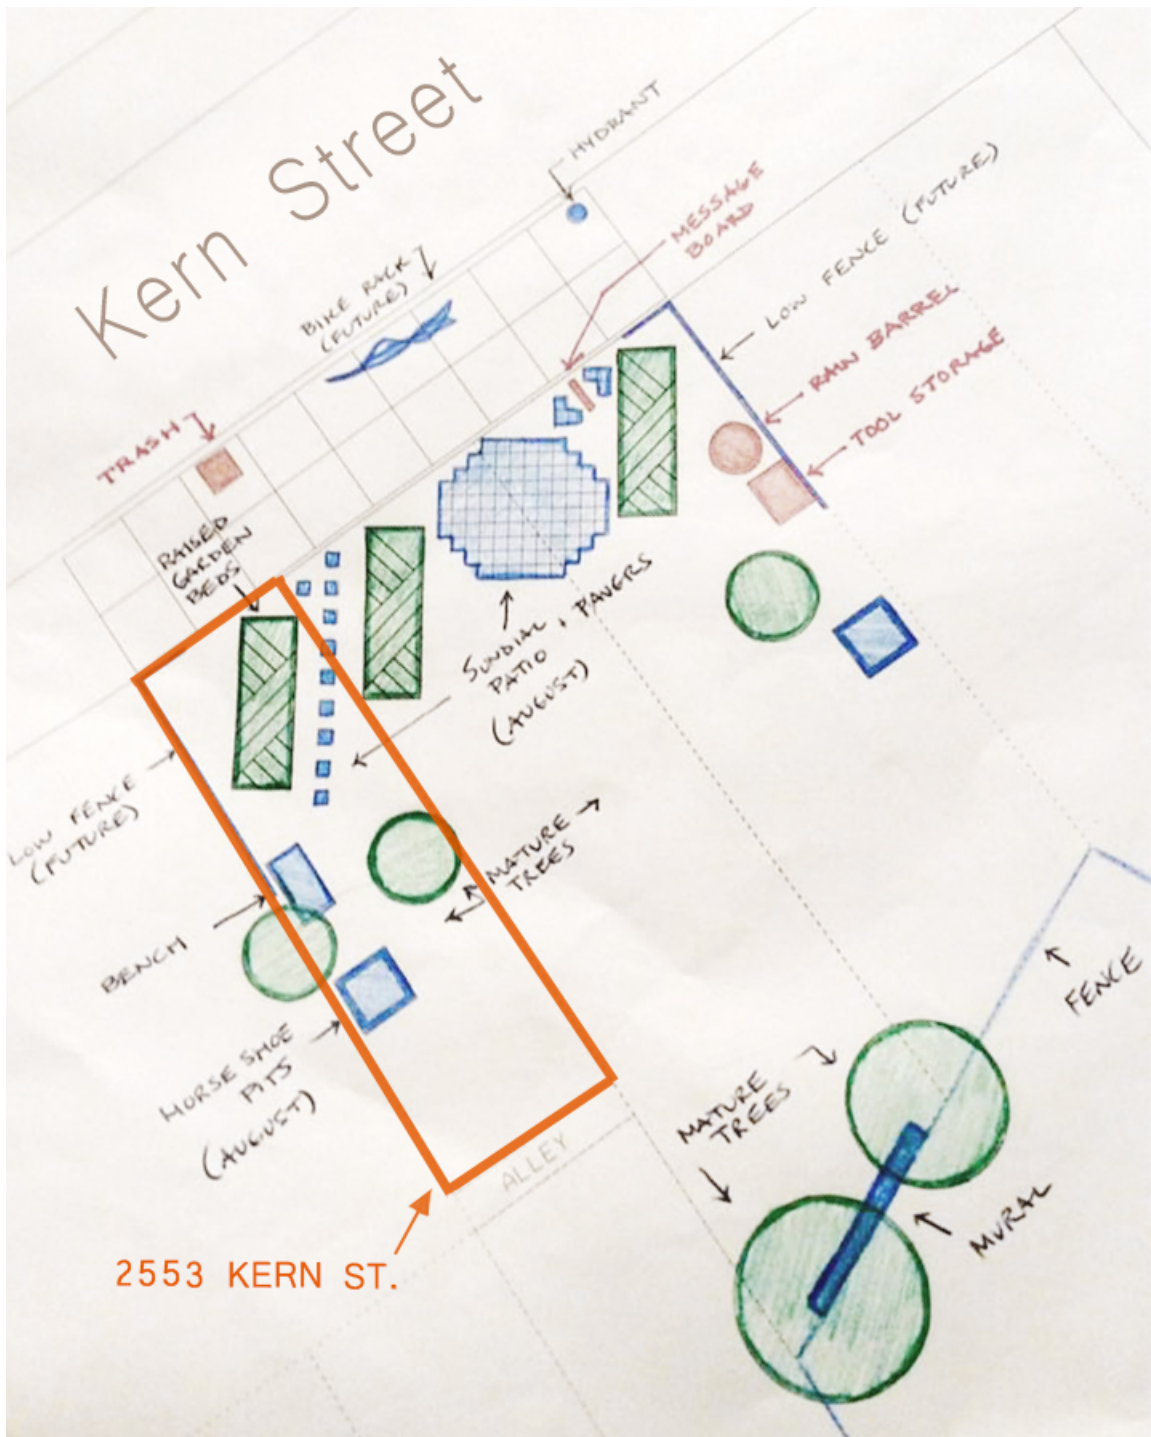 Kern Street
HYDRANT
MESSAGE
BOARD
LOW FENCE (FUTURE)
BIKE RACK
(FUTURE)
RAIN BARREL
TOOL STORAGE
TRASH
RAISED
GARDEN
BEDS
SUNDIAL, PAVERS
PATIO
(AUGUST)
LOW FENCE
(FUTURE)
MATURE
TREES
BENCH
FENCE
HORSE SHOE
PITS
(AUGUST)
MATURE
TREES
ALLEY
MURAL
2553 KERN ST.